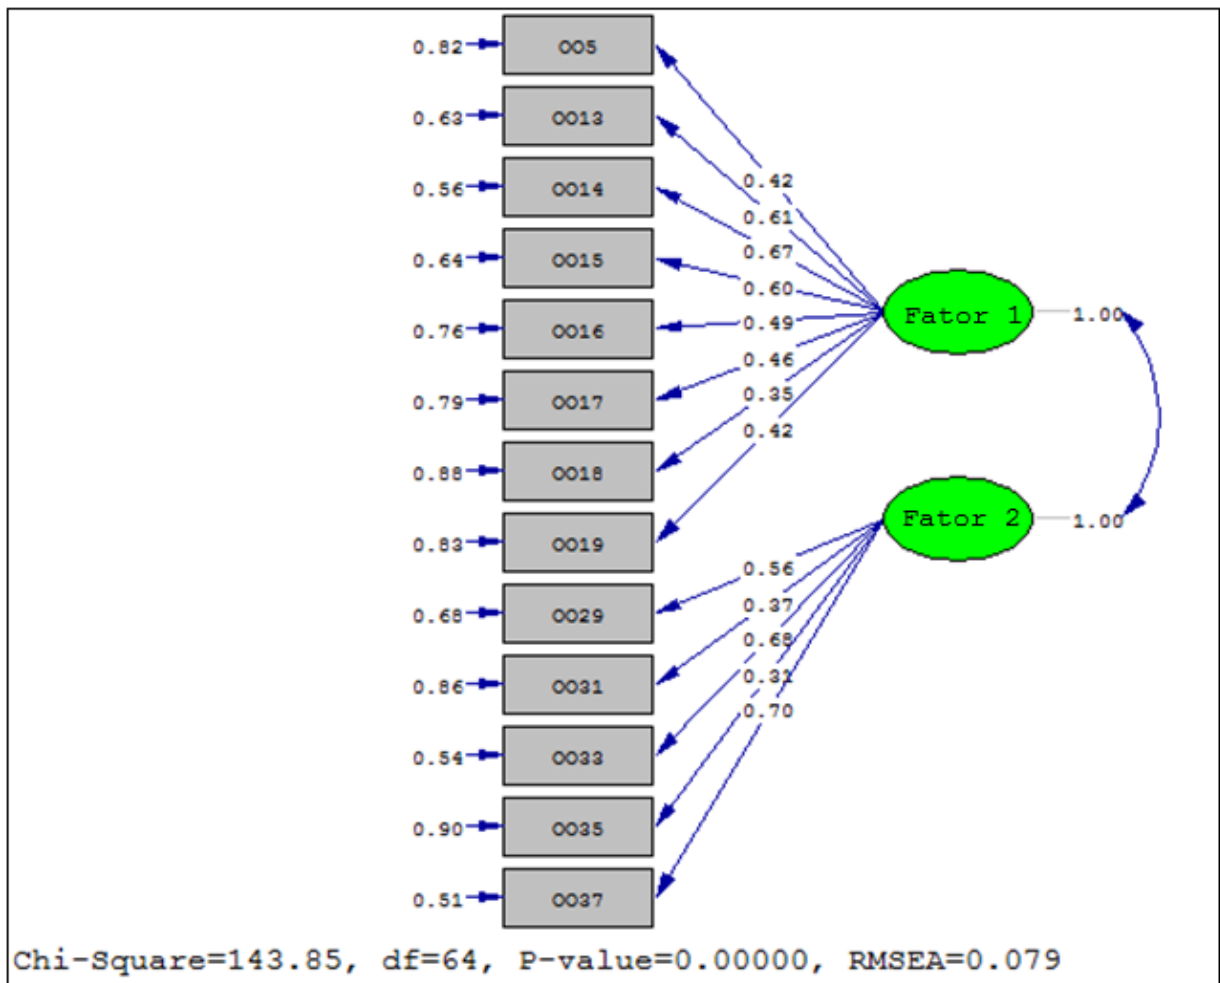 0.82 OO5
0.63 OO13
0.56 OO14
0.64 OO15
0.76 OO16
0.79 OO17
0.88 OO18
0.83 OO19
0.68 OO29
0.86 OO31
0.54 OO33
0.90 OO35
0.51 OO37
0.42
0.61
0.67
0.60
0.49
0.46
0.35
0.42
Fator 1 1.00
0.56
0.37
0.68
0.31
0.70
Fator 2 1.00
Chi-Square=143.85, df=64, P-value=0.00000, RMSEA=0.079